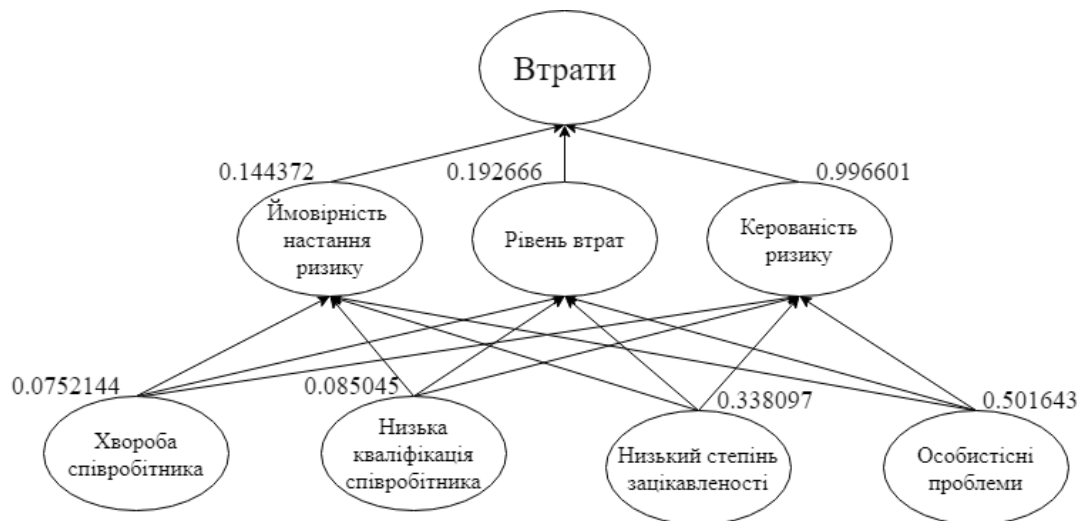 Втрати
0.144372
0.192666
0.996601
Ймовірність
настання
ризику
Рівень втрат
Керованість
ризику
0.0752144
0.085045
0.338097
0.501643
Хвороба
співробітника
Низька
кваліфікація
співробітника
Низький степінь
зацікавленості
Особистісні
проблеми